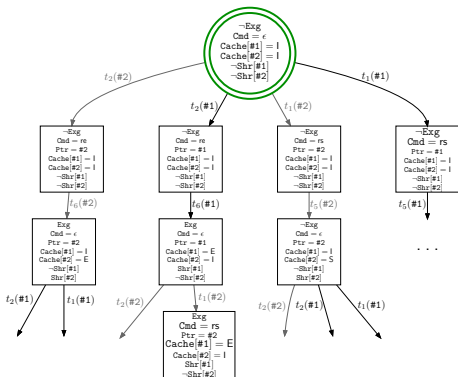 ¬Exg
Cmd = ϵ
Cache[#1] = I
Cache[#2] = I
¬Shr[#1]
¬Shr[#2]
t₂(#2)
t₂(#1)
t₁(#2)
t₁(#1)
¬Exg
Cmd = re
Ptr = #2
Cache[#1] = I
Cache[#2] = I
¬Shr[#1]
¬Shr[#2]
¬Exg
Cmd = re
Ptr = #1
Cache[#1] = I
Cache[#2] = I
¬Shr[#1]
¬Shr[#2]
¬Exg
Cmd = rs
Ptr = #2
Cache[#1] = I
Cache[#2] = I
¬Shr[#1]
¬Shr[#2]
¬Exg
Cmd = rs
Ptr = #1
Cache[#1] = I
Cache[#2] = I
¬Shr[#1]
¬Shr[#2]
t₆(#2)
t₆(#1)
t₅(#2)
t₅(#1)
Exg
Cmd = ϵ
Ptr = #2
Cache[#1] = I
Cache[#2] = E
¬Shr[#1]
Shr[#2]
Exg
Cmd = ϵ
Ptr = #1
Cache[#1] = E
Cache[#2] = I
Shr[#1]
¬Shr[#2]
¬Exg
Cmd = ϵ
Ptr = #2
Cache[#1] = I
Cache[#2] = S
¬Shr[#1]
Shr[#2]
. . .
t₂(#1)
t₁(#1)
t₂(#2)
t₁(#2)
t₂(#2)
t₂(#1)
t₁(#1)
Exg
Cmd = rs
Ptr = #2
Cache[#1] = E
Cache[#2] = I
Shr[#1]
¬Shr[#2]